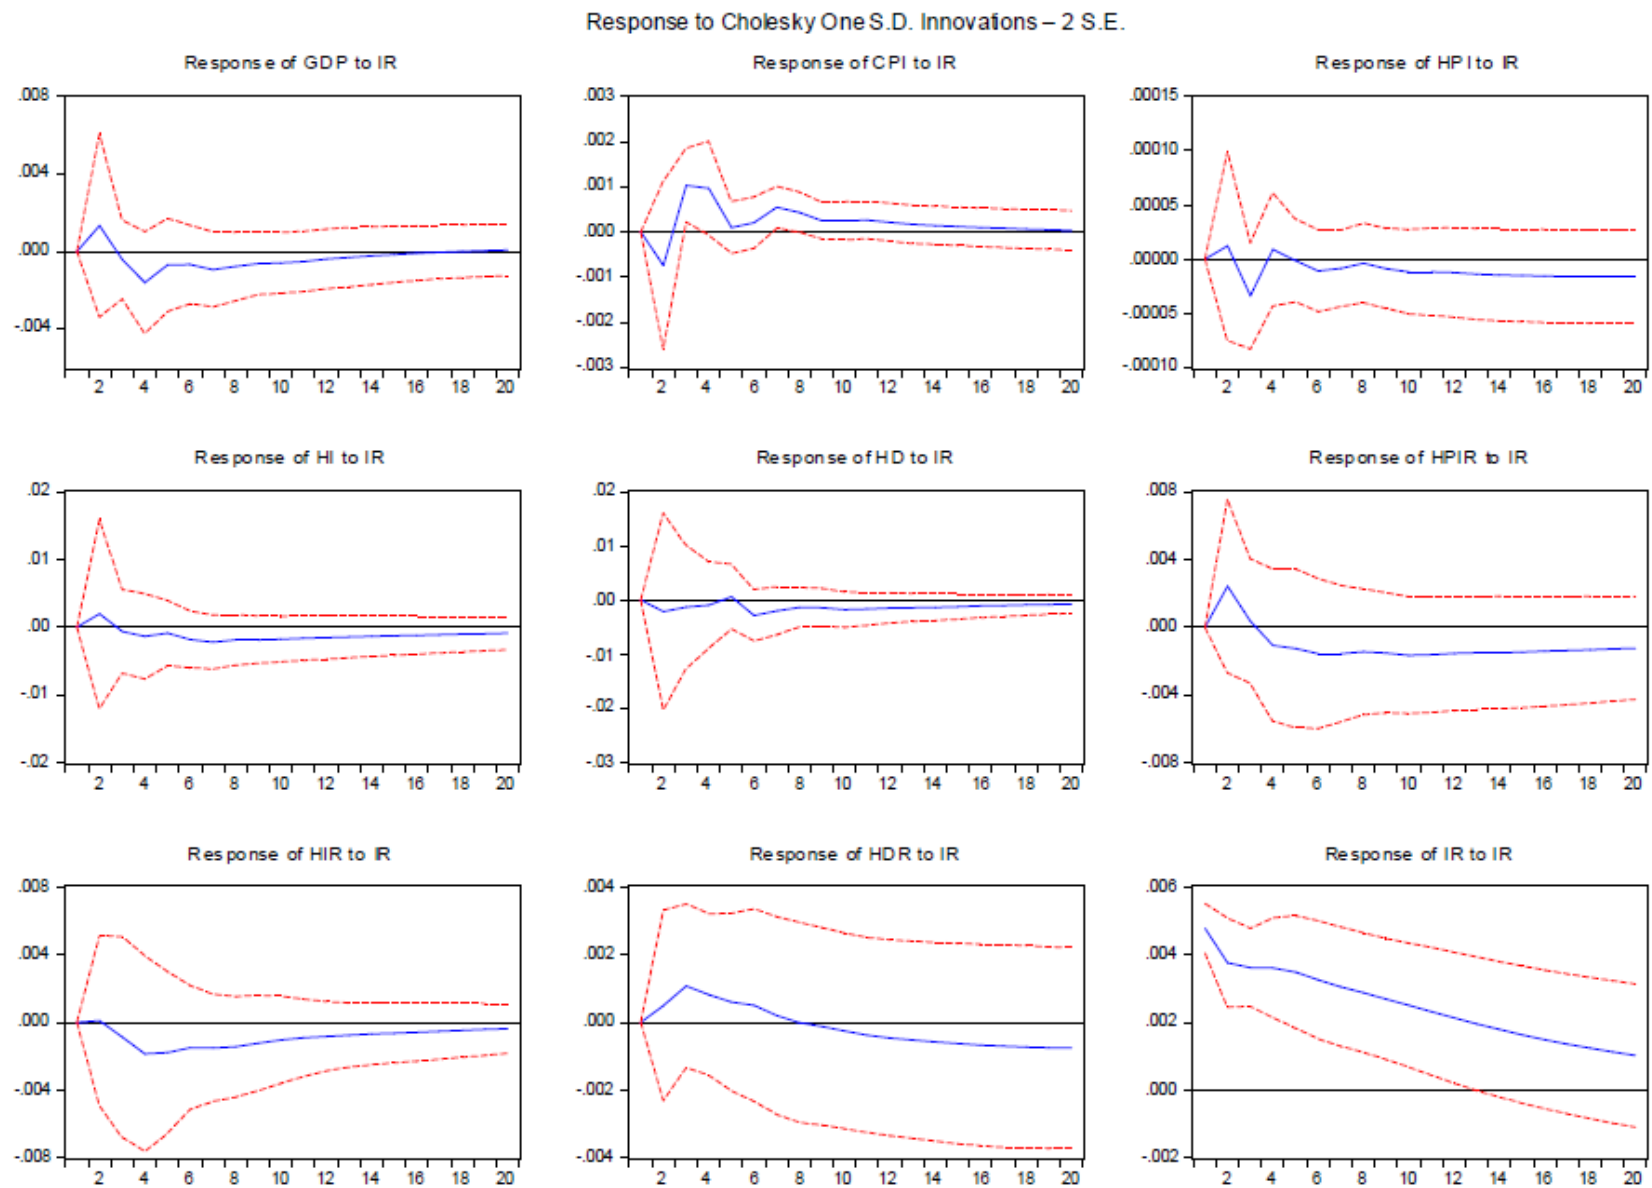 Response to Cholesky One S.D. Innovations – 2 S.E.
Response of GDP to IR
.008
.004
.000
-.004
2 4 6 8 10 12 14 16 18 20
Response of CPI to IR
.003
.002
.001
.000
-.001
-.002
-.003
2 4 6 8 10 12 14 16 18 20
Response of HPI to IR
.00015
.00010
.00005
.00000
-.00005
-.00010
2 4 6 8 10 12 14 16 18 20
Response of HI to IR
.02
.01
.00
-.01
-.02
2 4 6 8 10 12 14 16 18 20
Response of HD to IR
.02
.01
.00
-.01
-.02
-.03
2 4 6 8 10 12 14 16 18 20
Response of HPIR to IR
.008
.004
.000
-.004
-.008
2 4 6 8 10 12 14 16 18 20
Response of HIR to IR
.008
.004
.000
-.004
-.008
2 4 6 8 10 12 14 16 18 20
Response of HDR to IR
.004
.002
.000
-.002
-.004
2 4 6 8 10 12 14 16 18 20
Response of IR to IR
.006
.004
.002
.000
-.002
2 4 6 8 10 12 14 16 18 20